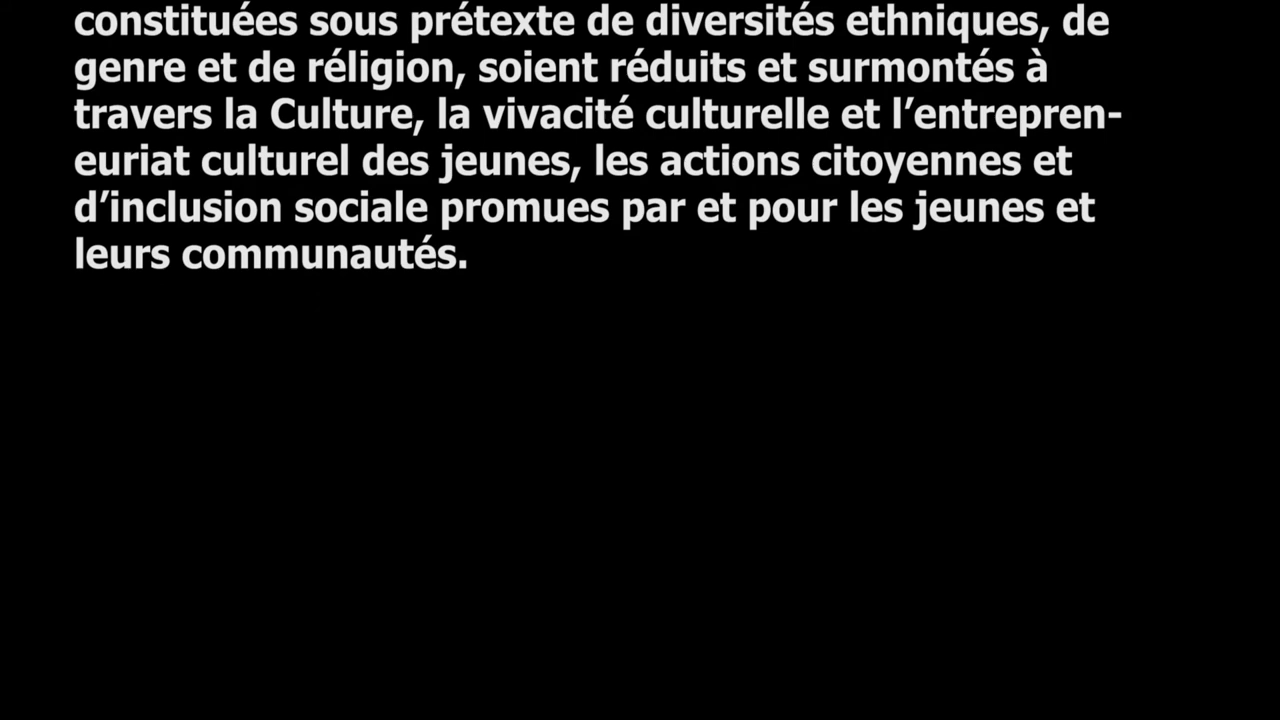 constituées sous prétexte de diversités ethniques, de
genre et de réligion, soient réduits et surmontés à
travers la Culture, la vivacité culturelle et l’entrepren-
euriat culturel des jeunes, les actions citoyennes et
d’inclusion sociale promues par et pour les jeunes et
leurs communautés.